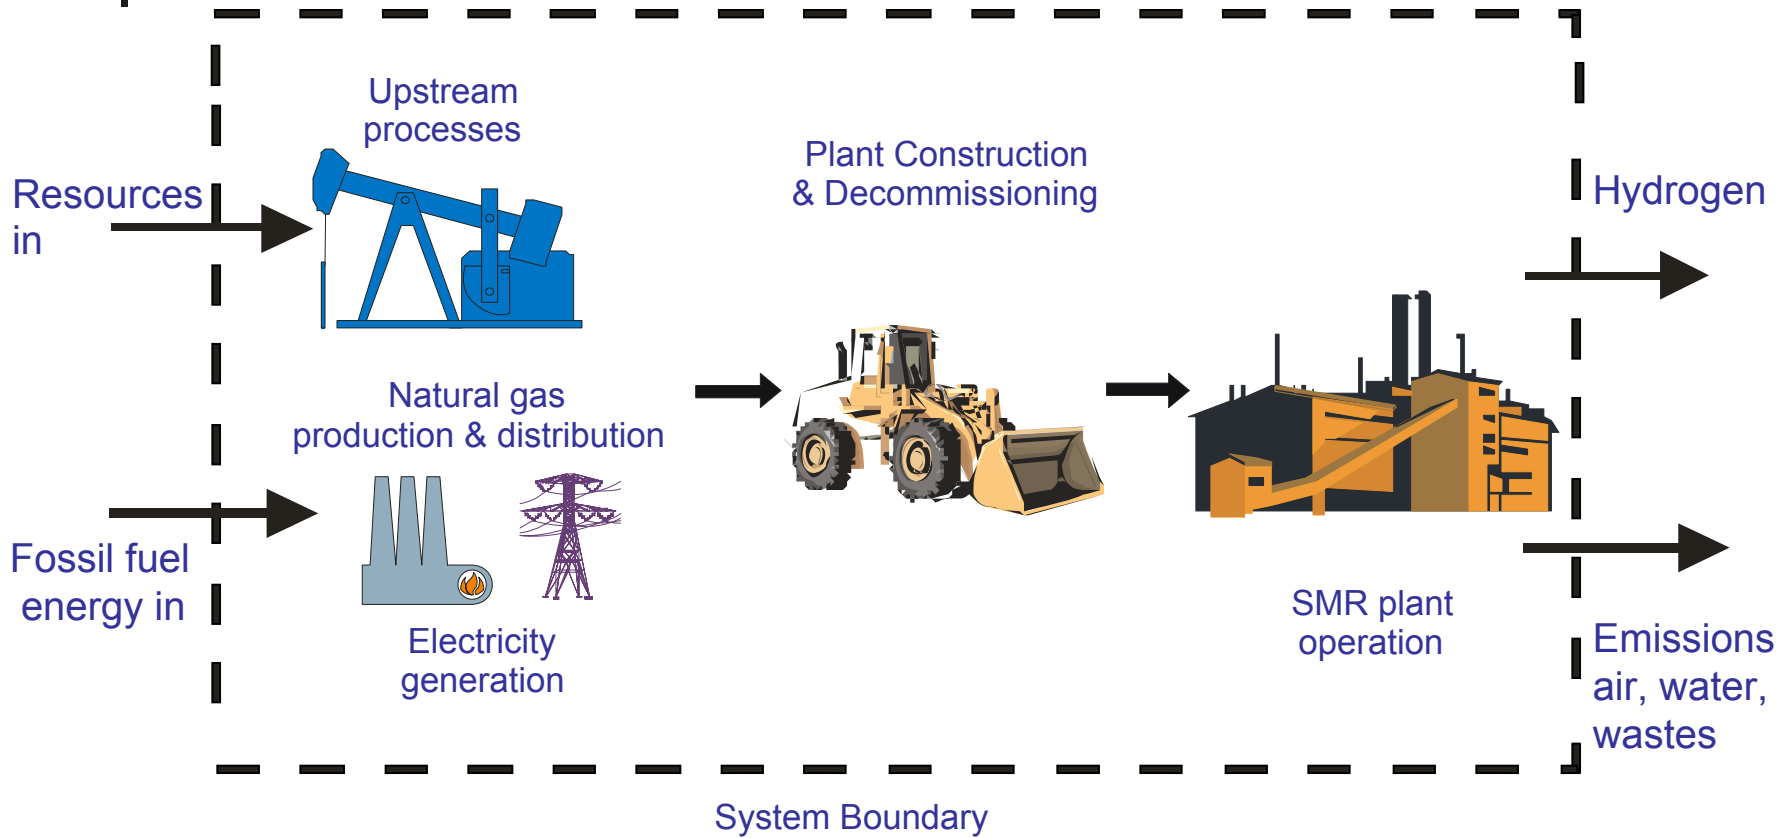 Upstream
processes
Plant Construction
& Decommissioning
Resources
in
Hydrogen
Natural gas
production & distribution
Fossil fuel
energy in
Electricity
generation
SMR plant
operation
Emissions
air, water,
wastes
System Boundary